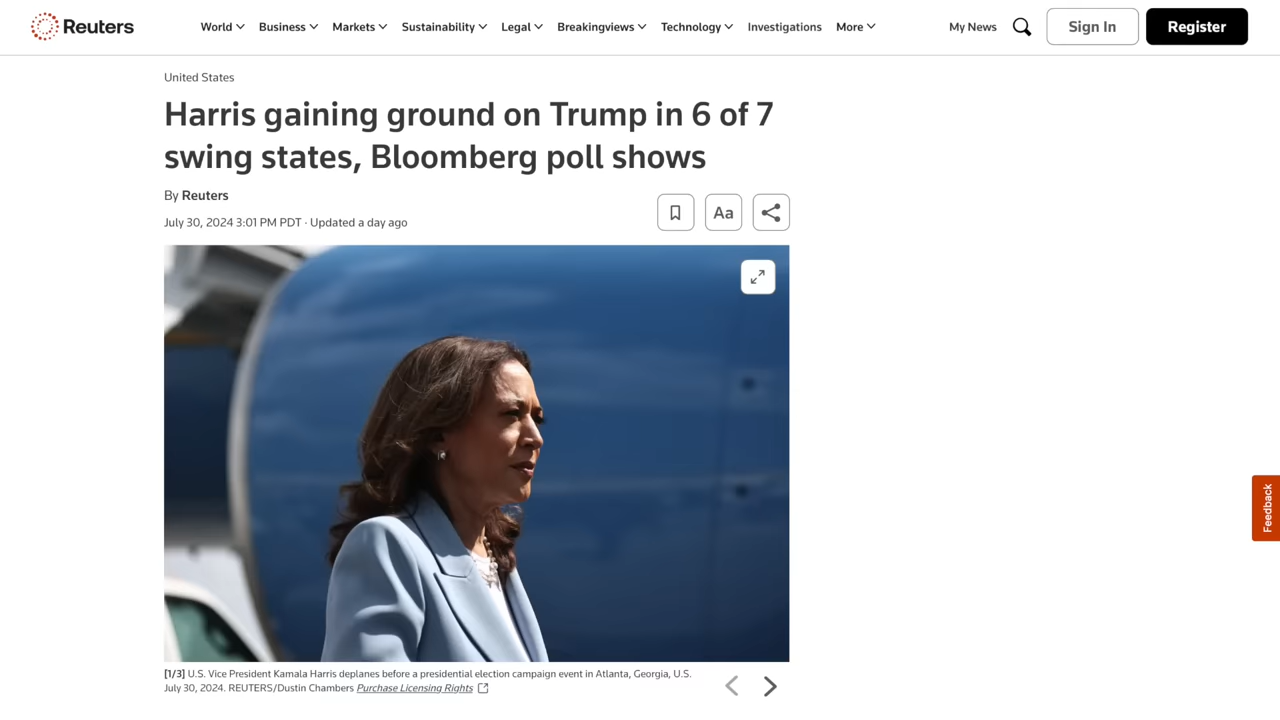 Reuters
World Business Markets Sustainability Legal Breakingviews Technology Investigations More
My News
Sign In
Register
United States
Harris gaining ground on Trump in 6 of 7
swing states, Bloomberg poll shows
By Reuters
July 30, 2024 3:01 PM PDT · Updated a day ago
Aa
[1/3] U.S. Vice President Kamala Harris deplanes before a presidential election campaign event in Atlanta, Georgia, U.S.
July 30, 2024. REUTERS/Dustin Chambers Purchase Licensing Rights
Feedback